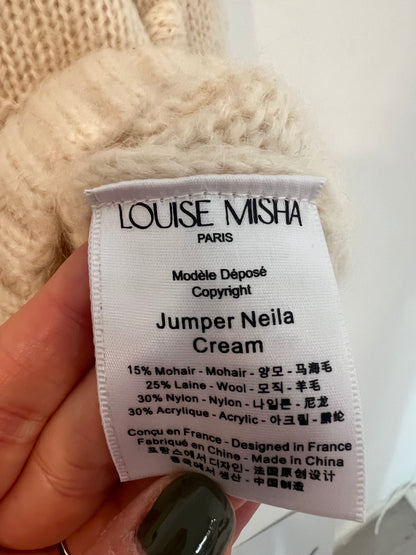 LOUISE MISHA
PARIS
Modèle Déposé
Copyright
Jumper Neila
Cream
15% Mohair - Mohair - 양모 - 马海毛
25% Laine - Wool - 모직 - 羊毛
30% Nylon - Nylon - 나일론 - 尼龙
30% Acrylique - Acrylic - 아크릴 - 腈纶
Conçu en France - Designed in France
Fabriqué en Chine - Made in China
프랑스에서 디자인 - 法国原创设计
중국에서 생산 - 中国制造